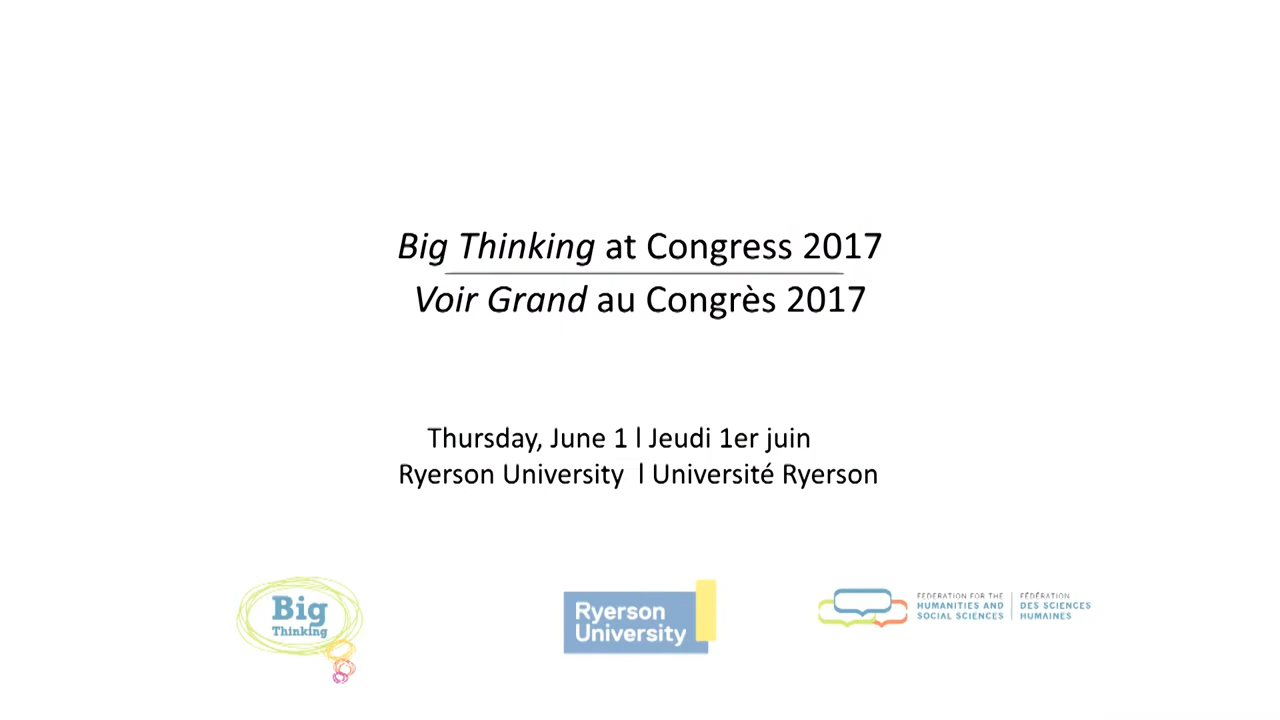 Big Thinking at Congress 2017
Voir Grand au Congrès 2017
Thursday, June 1 l Jeudi 1er juin
Ryerson University l Université Ryerson
Big
Thinking
Ryerson
University
FEDERATION FOR THE
HUMANITIES AND
SOCIAL SCIENCES
FÉDÉRATION
DES SCIENCES
HUMAINES